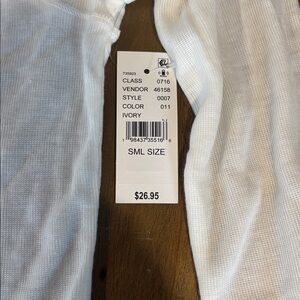 735923
CLASS 0716
VENDOR 46158
STYLE 0007
COLOR 011
IVORY
SML SIZE
$26.95